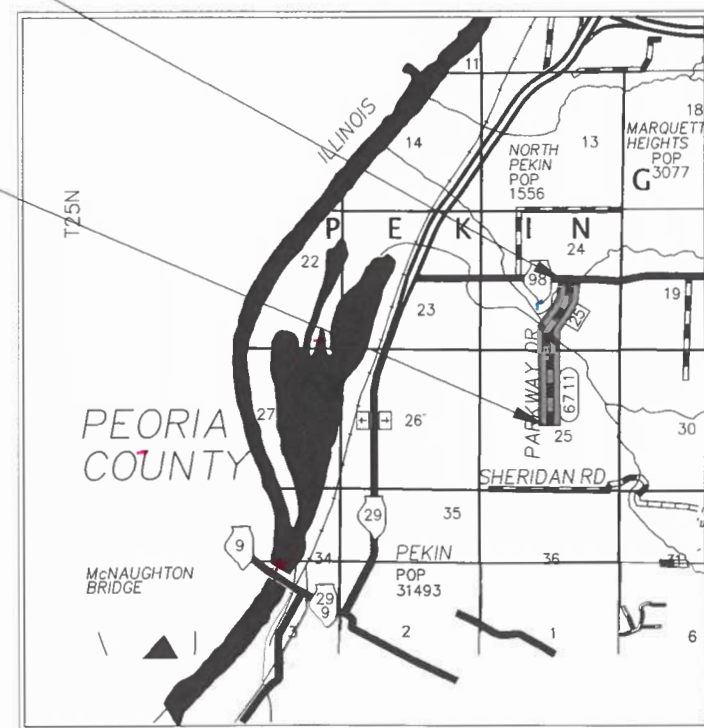 11
ILLINOIS
14
13
18
NORTH
PEKIN
POP
1556
MARQUETT
HEIGHTS
POP
3077
G
T25N
P E K I N
22
24
98
23
19
25
PARKWAY DR
6711
27
26
25
30
PEORIA
COUNTY
SHERIDAN RD
29
35
9
34
PEKIN
POP
31493
36
31
McNAUGHTON
BRIDGE
29
9
3
2
1
6